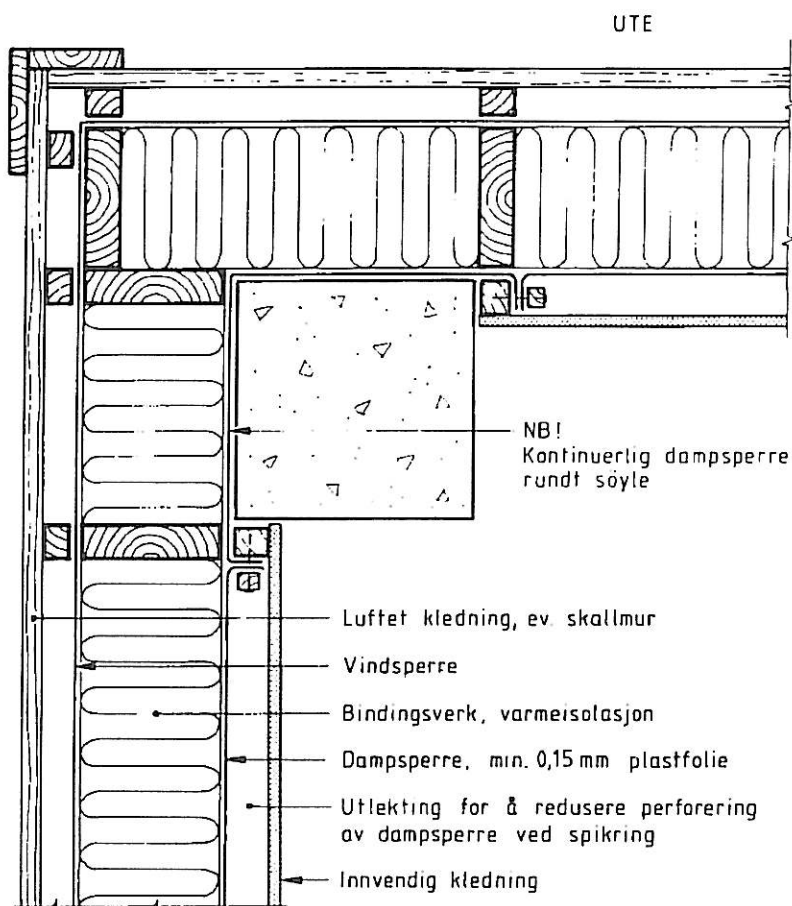 UTE
NB!
Kontinuerlig dampsperre
rundt söyle
Luftet kledning, ev. skallmur
Vindsperre
Bindingsverk, varmeisolasjon
Dampsperre, min. 0,15 mm plastfolie
Utlekting for å redusere perforering
av dampsperre ved spikring
Innvendig kledning